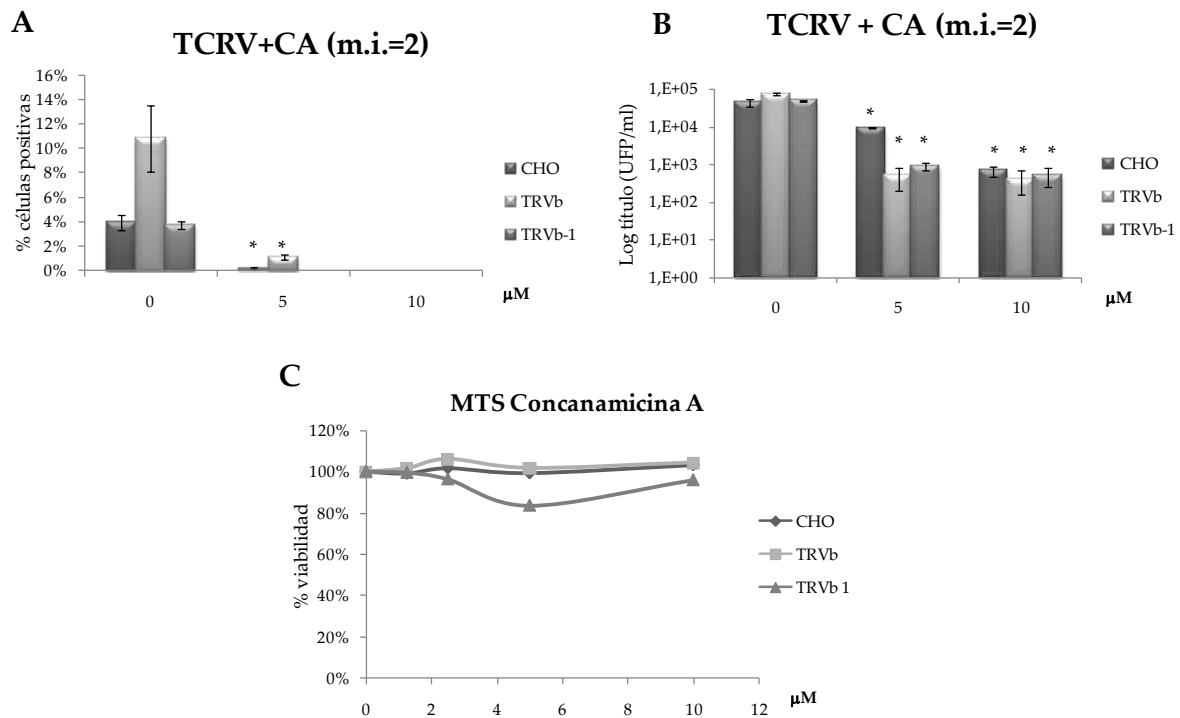 A
TCRV+CA (m.i.=2)
% células positivas
16%
14%
12%
10%
8%
6%
4%
2%
0%
* *
0 5 10
µM
CHO
TRVb
TRVb-1
B
TCRV + CA (m.i.=2)
Log título (UFP/ml)
1,E+05
1,E+04
1,E+03
1,E+02
1,E+01
1,E+00
* * * * * *
0 5 10
µM
CHO
TRVb
TRVb-1
C
MTS Concanamicina A
% viabilidad
120%
100%
80%
60%
40%
20%
0%
0 2 4 6 8 10 12
µM
CHO
TRVb
TRVb 1